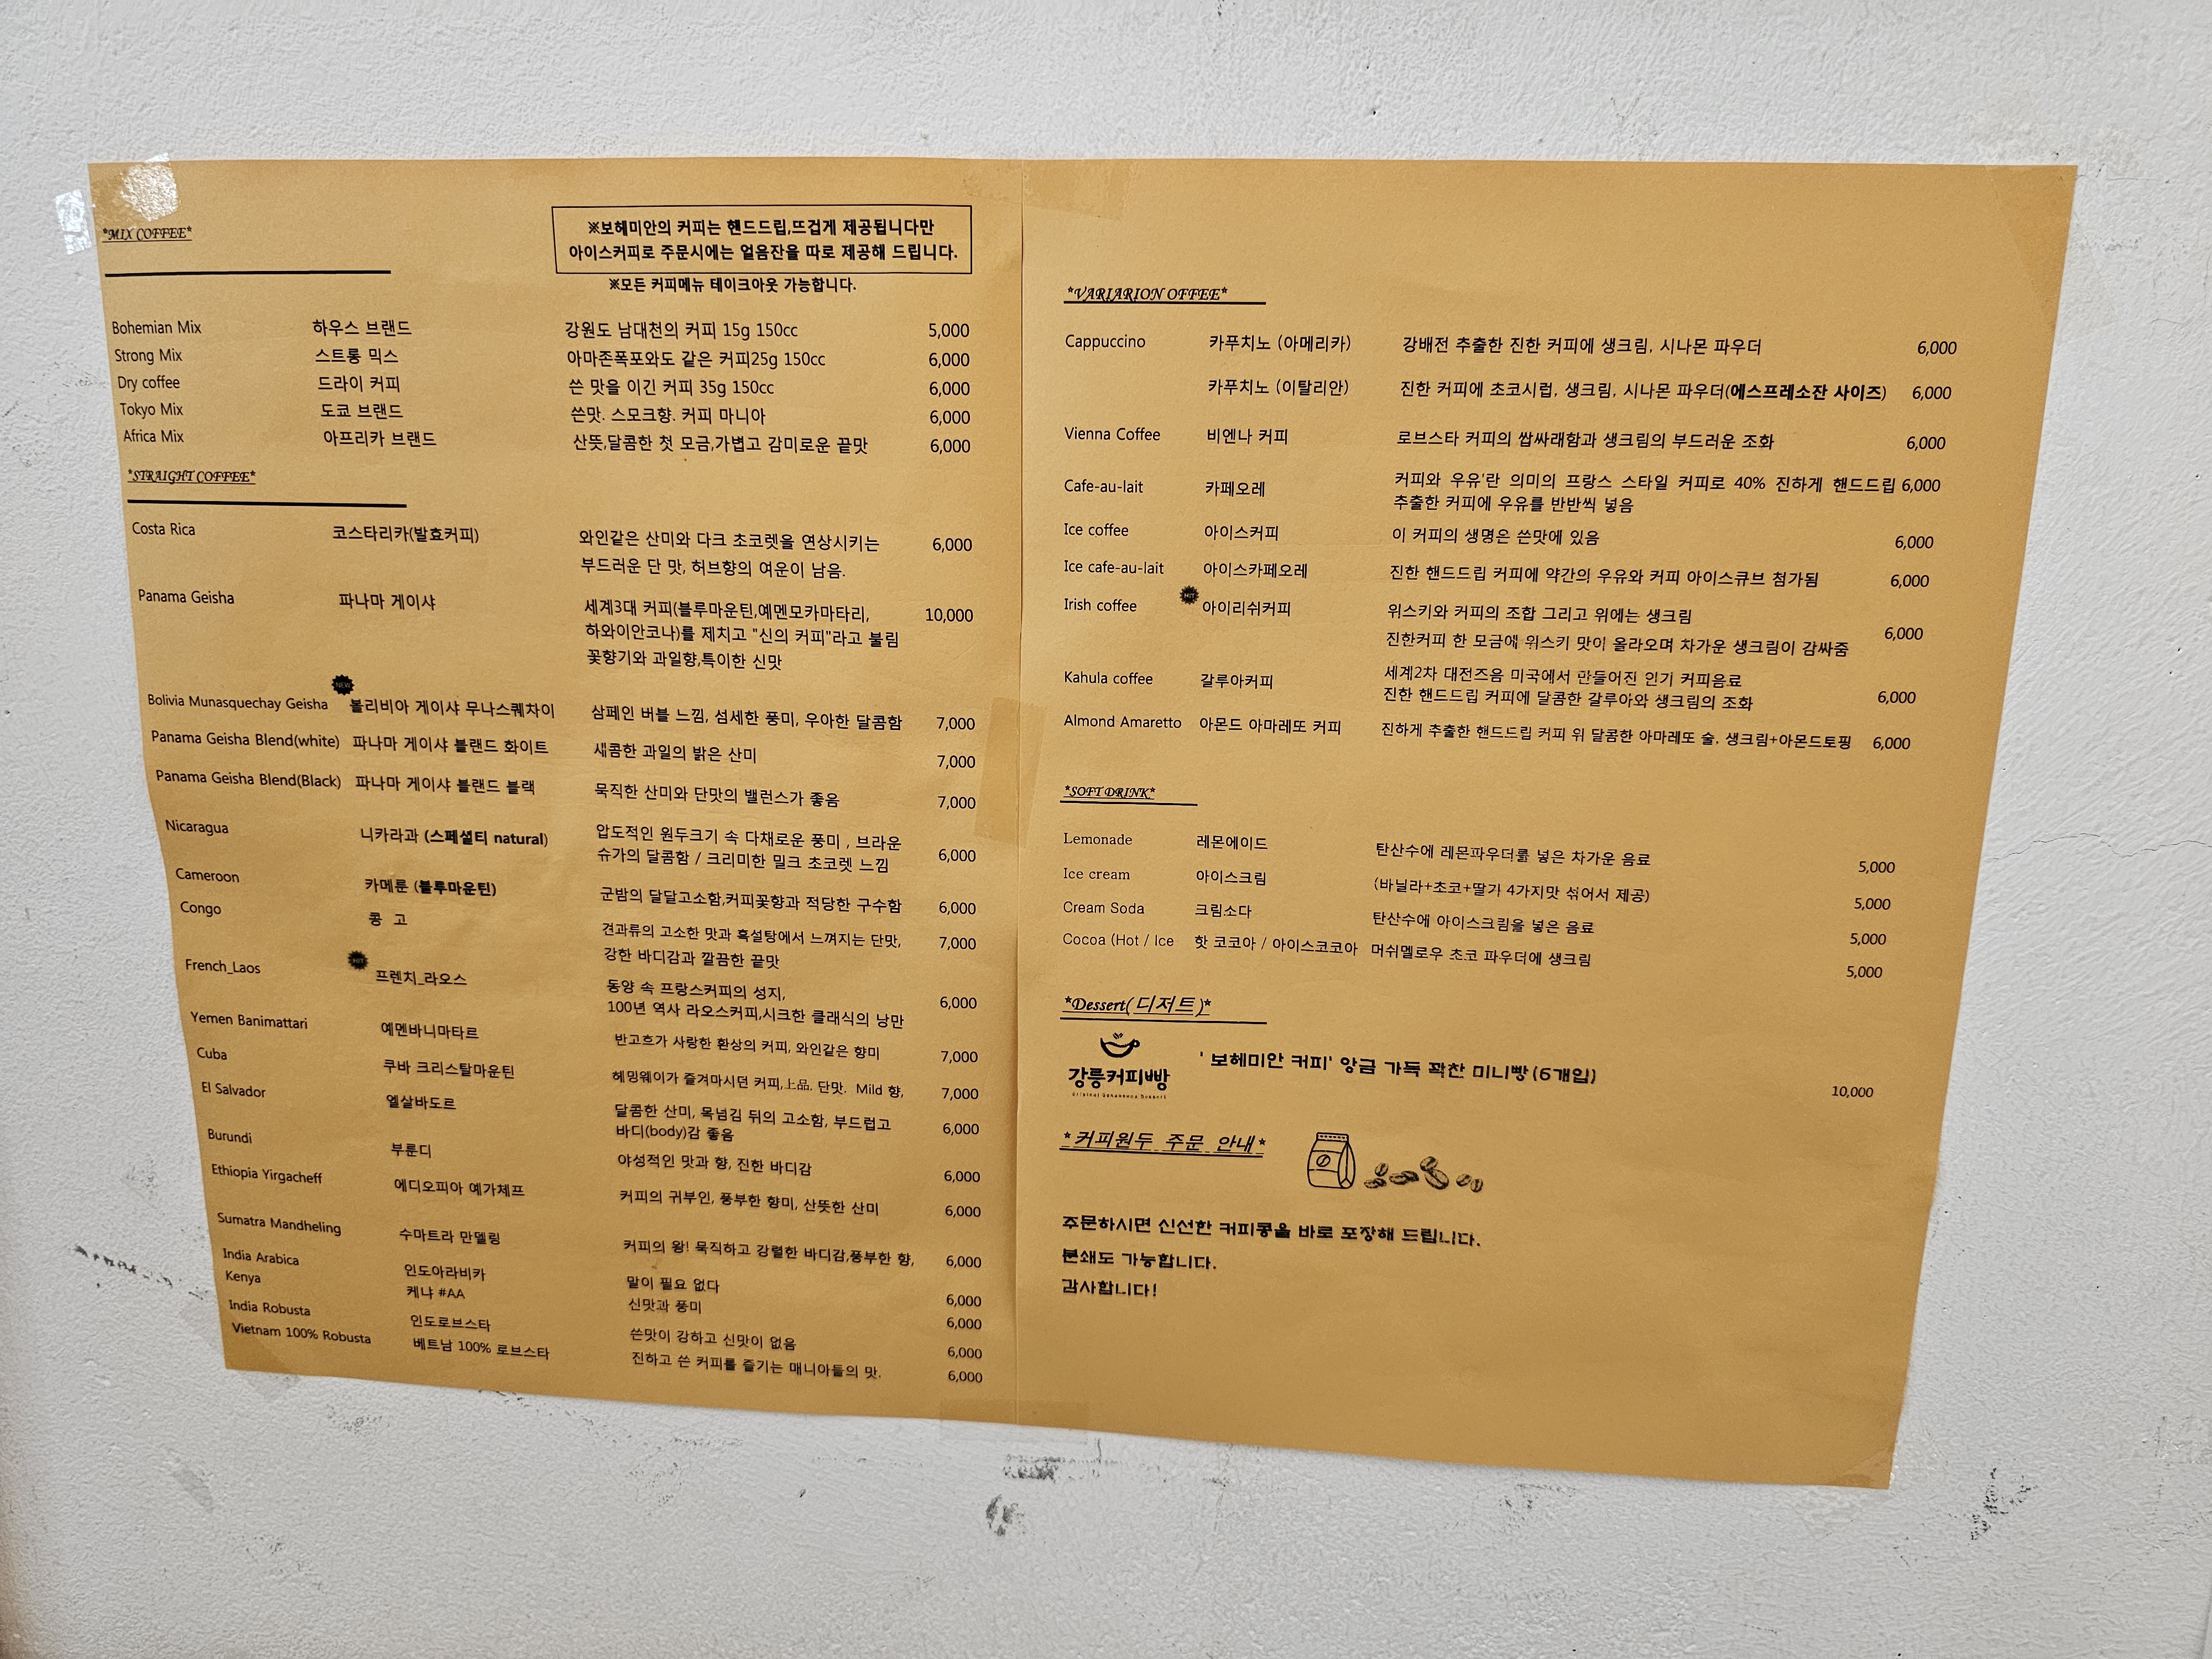 *MIX COFFEE*
※보헤미안의 커피는 핸드드립,뜨겁게 제공됩니다만
아이스커피로 주문시에는 얼음잔을 따로 제공해 드립니다.
※모든 커피메뉴 테이크아웃 가능합니다.
Bohemian Mix 하우스 브랜드 강원도 남대천의 커피 15g 150cc 5,000
Strong Mix 스트롱 믹스 아마존폭포와도 같은 커피25g 150cc 6,000
Dry coffee 드라이 커피 쓴 맛을 이긴 커피 35g 150cc 6,000
Tokyo Mix 도쿄 브랜드 쓴맛. 스모크향. 커피 마니아 6,000
Africa Mix 아프리카 브랜드 산뜻,달콤한 첫 모금,가볍고 감미로운 끝맛 6,000
*STRAIGHT COFFEE*
Costa Rica 코스타리카(발효커피) 와인같은 산미와 다크 초코렛을 연상시키는 6,000
부드러운 단 맛, 허브향의 여운이 남음.
Panama Geisha 파나마 게이샤 세계3대 커피(블루마운틴,예멘모카마타리, 10,000
하와이안코나)를 제치고 "신의 커피"라고 불림
꽃향기와 과일향,특이한 신맛
NEW
Bolivia Munasquechay Geisha 볼리비아 게이샤 무나스퀘차이 삼페인 버블 느낌, 섬세한 풍미, 우아한 달콤함 7,000
Panama Geisha Blend(white) 파나마 게이샤 블랜드 화이트 새콤한 과일의 밝은 산미 7,000
Panama Geisha Blend(Black) 파나마 게이샤 블랜드 블랙 묵직한 산미와 단맛의 밸런스가 좋음 7,000
Nicaragua 니카라과 (스페셜티 natural) 압도적인 원두크기 속 다채로운 풍미 , 브라운
슈가의 달콤함 / 크리미한 밀크 초코렛 느낌 6,000
Cameroon 카메룬 (블루마운틴) 군밤의 달달고소함,커피꽃향과 적당한 구수함 6,000
Congo 콩 고 견과류의 고소한 맛과 흑설탕에서 느껴지는 단맛, 7,000
강한 바디감과 깔끔한 끝맛
HOT
French_Laos 프렌치_라오스 동양 속 프랑스커피의 성지, 6,000
100년 역사 라오스커피,시크한 클래식의 낭만
Yemen Banimattari 예멘바니마타르 반고흐가 사랑한 환상의 커피, 와인같은 향미 7,000
Cuba 쿠바 크리스탈마운틴 헤밍웨이가 즐겨마시던 커피,上品. 단맛. Mild 향, 7,000
El Salvador 엘살바도르 달콤한 산미, 목넘김 뒤의 고소함, 부드럽고 6,000
바디(body)감 좋음
Burundi 부룬디 야성적인 맛과 향, 진한 바디감 6,000
Ethiopia Yirgacheff 에디오피아 예가체프 커피의 귀부인, 풍부한 향미, 산뜻한 산미 6,000
Sumatra Mandheling 수마트라 만델링 커피의 왕! 묵직하고 강렬한 바디감,풍부한 향, 6,000
India Arabica 인도아라비카 말이 필요 없다 6,000
Kenya 케냐 #AA 신맛과 풍미 6,000
India Robusta 인도로브스타 쓴맛이 강하고 신맛이 없음 6,000
Vietnam 100% Robusta 베트남 100% 로브스타 진하고 쓴 커피를 즐기는 매니아들의 맛. 6,000
*VARIARION OFFEE*
Cappuccino 카푸치노 (아메리카) 강배전 추출한 진한 커피에 생크림, 시나몬 파우더 6,000
카푸치노 (이탈리안) 진한 커피에 초코시럽, 생크림, 시나몬 파우더(에스프레소잔 사이즈) 6,000
Vienna Coffee 비엔나 커피 로브스타 커피의 쌉싸래함과 생크림의 부드러운 조화 6,000
Cafe-au-lait 카페오레 커피와 우유'란 의미의 프랑스 스타일 커피로 40% 진하게 핸드드립 6,000
추출한 커피에 우유를 반반씩 넣음
Ice coffee 아이스커피 이 커피의 생명은 쓴맛에 있음 6,000
Ice cafe-au-lait 아이스카페오레 진한 핸드드립 커피에 약간의 우유와 커피 아이스큐브 첨가됨 6,000
HOT
Irish coffee 아이리쉬커피 위스키와 커피의 조합 그리고 위에는 생크림
진한커피 한 모금에 위스키 맛이 올라오며 차가운 생크림이 감싸줌 6,000
Kahula coffee 갈루아커피 세계2차 대전즈음 미국에서 만들어진 인기 커피음료
진한 핸드드립 커피에 달콤한 갈루아와 생크림의 조화 6,000
Almond Amaretto 아몬드 아마레또 커피 진하게 추출한 핸드드립 커피 위 달콤한 아마레또 술, 생크림+아몬드토핑 6,000
*SOFT DRINK*
Lemonade 레몬에이드 탄산수에 레몬파우더를 넣은 차가운 음료 5,000
Ice cream 아이스크림 (바닐라+초코+딸기 4가지맛 섞어서 제공) 5,000
Cream Soda 크림소다 탄산수에 아이스크림을 넣은 음료 5,000
Cocoa (Hot / Ice 핫 코코아 / 아이스코코아 머쉬멜로우 초코 파우더에 생크림 5,000
*Dessert(디저트)*
강릉커피빵 ' 보헤미안 커피' 앙금 가득 꽉찬 미니빵(6개입) 10,000
*커피원두 주문 안내*
주문하시면 신선한 커피콩을 바로 포장해 드립니다.
분쇄도 가능합니다.
감사합니다!